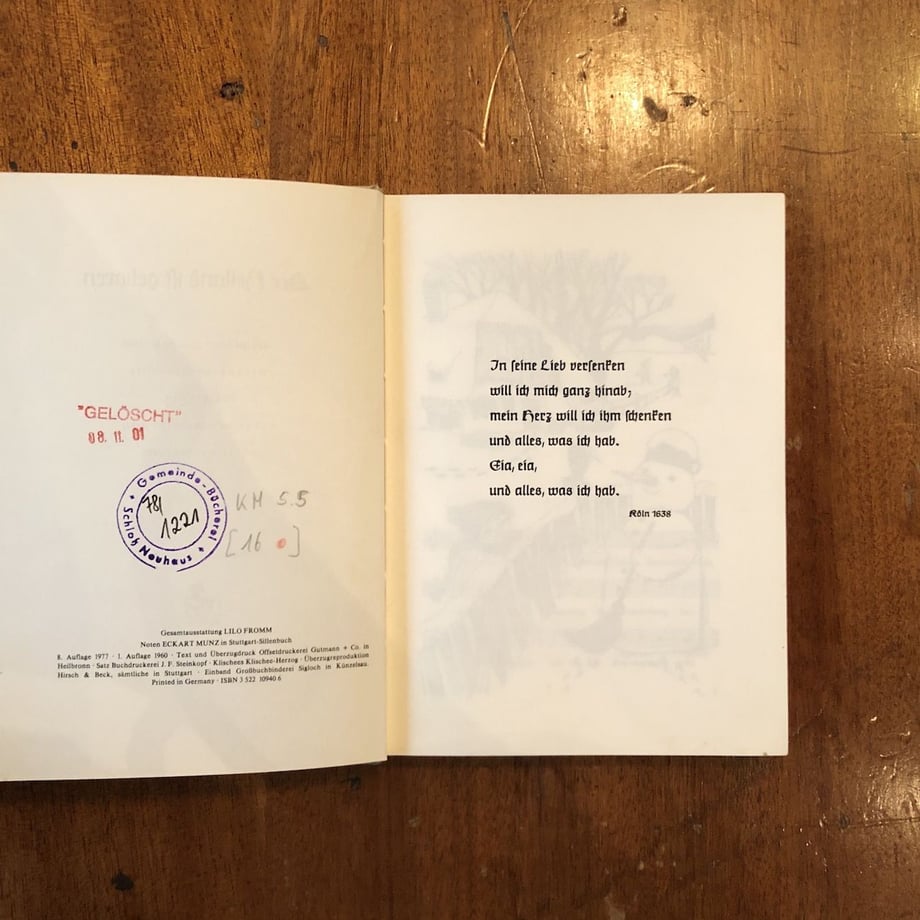 "GELÖSCHT"
08. 11. 01
Gemeinde-Bücherei
+ Schloß Neuhaus +
78/
1221
KM 5.5
[16 ]
Gesamtausstattung LILO FROMM
Noten ECKART MUNZ in Stuttgart-Sillenbuch
8. Auflage 1977 · 1. Auflage 1960 · Text und Überzugdruck Offsetdruckerei Gutmann + Co. in
Heilbronn · Satz Buchdruckerei J. F. Steinkopf · Klischees Klischee-Herzog · Überzugreproduktion
Hirsch & Beck, sämtliche in Stuttgart · Einband Großbuchbinderei Sigloch in Künzelsau.
Printed in Germany · ISBN 3 522 10940 6
In seine Lieb versenken
will ich mich ganz hinab;
mein Herz will ich ihm schenken
und alles, was ich hab.
Eia, eia,
und alles, was ich hab.
Köln 1638